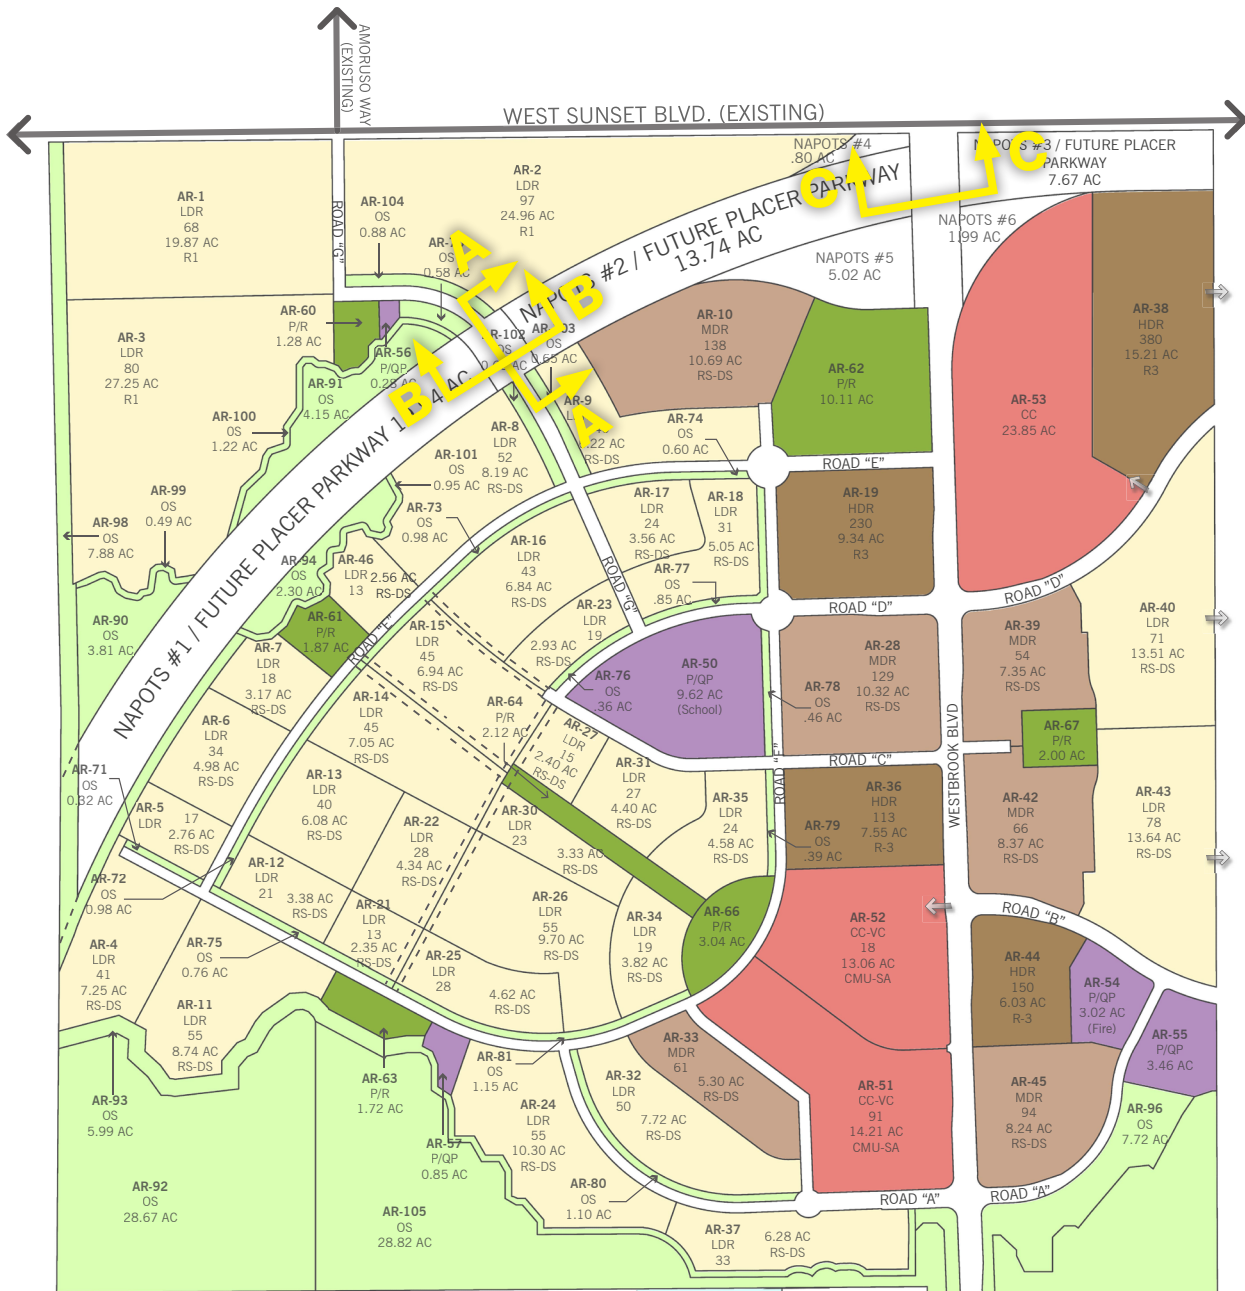 AMORUSO WAY
(EXISTING)
WEST SUNSET BLVD. (EXISTING)
NAPOTS #4
.80 AC
NAPOTS #3 / FUTURE PLACER
PARKWAY
7.67 AC
C
C
AR-1
LDR
68
19.87 AC
R1
ROAD "G"
AR-104
OS
0.88 AC
AR-2
LDR
97
24.96 AC
R1
OS
0.58 AC
A
B
NAPOTS #2 / FUTURE PLACER PARKWAY
13.74 AC
NAPOTS #6
1.99 AC
NAPOTS #5
5.02 AC
AR-3
LDR
80
27.25 AC
R1
AR-60
P/R
1.28 AC
AR-56
P/QP
0.28 AC
AR-102
OS
AR-103
OS
0.65 AC
AR-10
MDR
138
10.69 AC
RS-DS
AR-62
P/R
10.11 AC
AR-38
HDR
380
15.21 AC
R3
AR-53
CC
23.85 AC
AR-91
OS
4.15 AC
B
A
AR-9
RS-DS
AR-100
OS
1.22 AC
AR-8
LDR
52
8.19 AC
RS-DS
AR-74
OS
0.60 AC
AR-101
OS
0.95 AC
ROAD "E"
AR-99
OS
0.49 AC
AR-98
OS
7.88 AC
AR-73
OS
0.98 AC
AR-17
LDR
24
3.56 AC
RS-DS
AR-18
LDR
31
5.05 AC
RS-DS
AR-19
HDR
230
9.34 AC
R3
AR-16
LDR
43
6.84 AC
RS-DS
AR-94
OS
2.30 AC
AR-46
LDR
13
2.56 AC
RS-DS
AR-77
OS
.85 AC
ROAD "G"
ROAD "D"
ROAD "D"
NAPOTS #1 / FUTURE PLACER PARKWAY
AR-90
OS
3.81 AC
AR-61
P/R
1.87 AC
ROAD "F"
AR-23
LDR
19
2.93 AC
RS-DS
AR-15
LDR
45
6.94 AC
RS-DS
AR-7
LDR
18
3.17 AC
RS-DS
AR-76
OS
.36 AC
AR-50
P/QP
9.62 AC
(School)
AR-78
OS
.46 AC
AR-28
MDR
129
10.32 AC
RS-DS
AR-39
MDR
54
7.35 AC
RS-DS
AR-40
LDR
71
13.51 AC
RS-DS
AR-14
LDR
45
7.05 AC
RS-DS
AR-64
P/R
2.12 AC
AR-27
LDR
15
2.40 AC
RS-DS
AR-6
LDR
34
4.98 AC
RS-DS
AR-67
P/R
2.00 AC
WESTBROOK BLVD
ROAD "C"
ROAD "F"
AR-71
OS
0.32 AC
AR-13
LDR
40
6.08 AC
RS-DS
AR-31
LDR
27
4.40 AC
RS-DS
AR-35
LDR
24
4.58 AC
RS-DS
AR-36
HDR
113
7.55 AC
R-3
AR-79
OS
.39 AC
AR-42
MDR
66
8.37 AC
RS-DS
AR-43
LDR
78
13.64 AC
RS-DS
AR-5
LDR
17
2.76 AC
RS-DS
AR-22
LDR
28
4.34 AC
RS-DS
AR-30
LDR
23
3.33 AC
RS-DS
AR-72
OS
0.98 AC
AR-12
LDR
21
3.38 AC
RS-DS
AR-21
LDR
13
2.35 AC
RS-DS
AR-26
LDR
55
9.70 AC
RS-DS
AR-34
LDR
19
3.82 AC
RS-DS
AR-66
P/R
3.04 AC
AR-52
CC-VC
18
13.06 AC
CMU-SA
ROAD "B"
AR-4
LDR
41
7.25 AC
RS-DS
AR-75
OS
0.76 AC
AR-25
LDR
28
4.62 AC
RS-DS
AR-44
HDR
150
6.03 AC
R-3
AR-54
P/QP
3.02 AC
(Fire)
AR-11
LDR
55
8.74 AC
RS-DS
AR-55
P/QP
3.46 AC
AR-33
MDR
61
5.30 AC
RS-DS
AR-81
OS
1.15 AC
AR-63
P/R
1.72 AC
AR-32
LDR
50
7.72 AC
RS-DS
AR-51
CC-VC
91
14.21 AC
CMU-SA
AR-45
MDR
94
8.24 AC
RS-DS
AR-96
OS
7.72 AC
AR-93
OS
5.99 AC
AR-24
LDR
55
10.30 AC
RS-DS
AR-57
P/QP
0.85 AC
AR-92
OS
28.67 AC
AR-80
OS
1.10 AC
ROAD "A"
ROAD "A"
AR-105
OS
28.82 AC
AR-37
LDR
33
6.28 AC
RS-DS